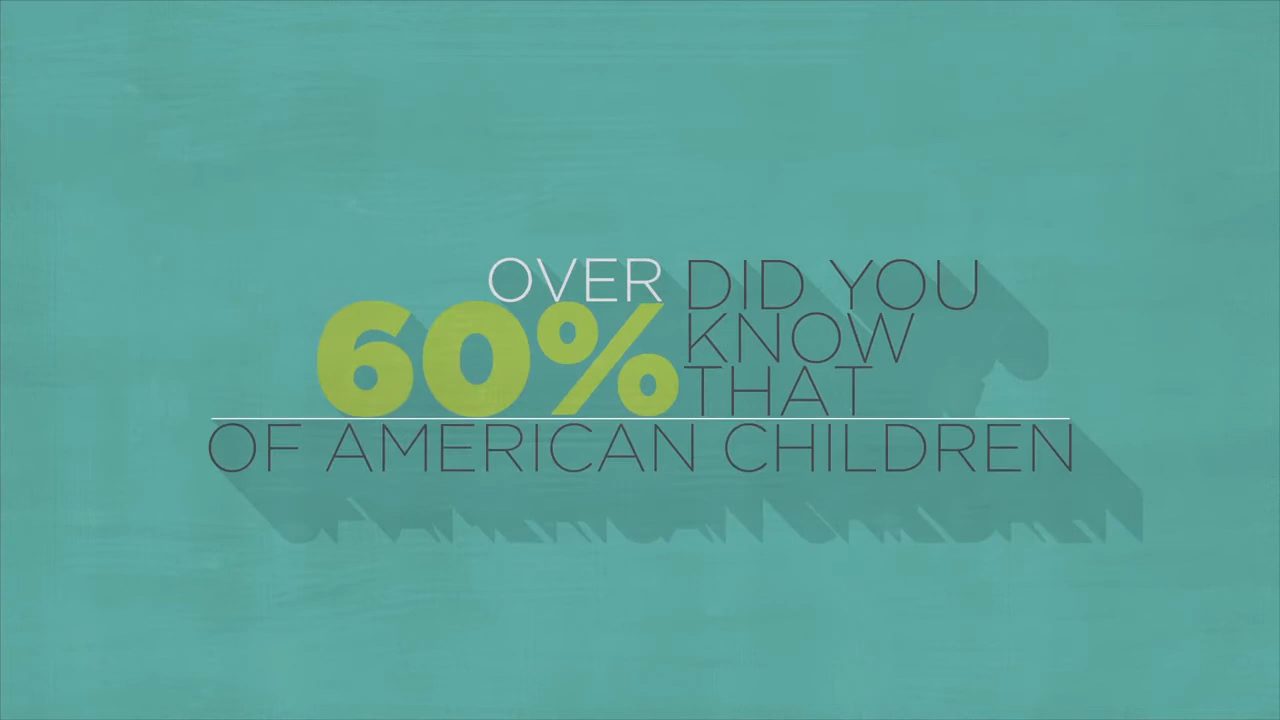 DID YOU
KNOW
THAT
OVER
60%
OF AMERICAN CHILDREN